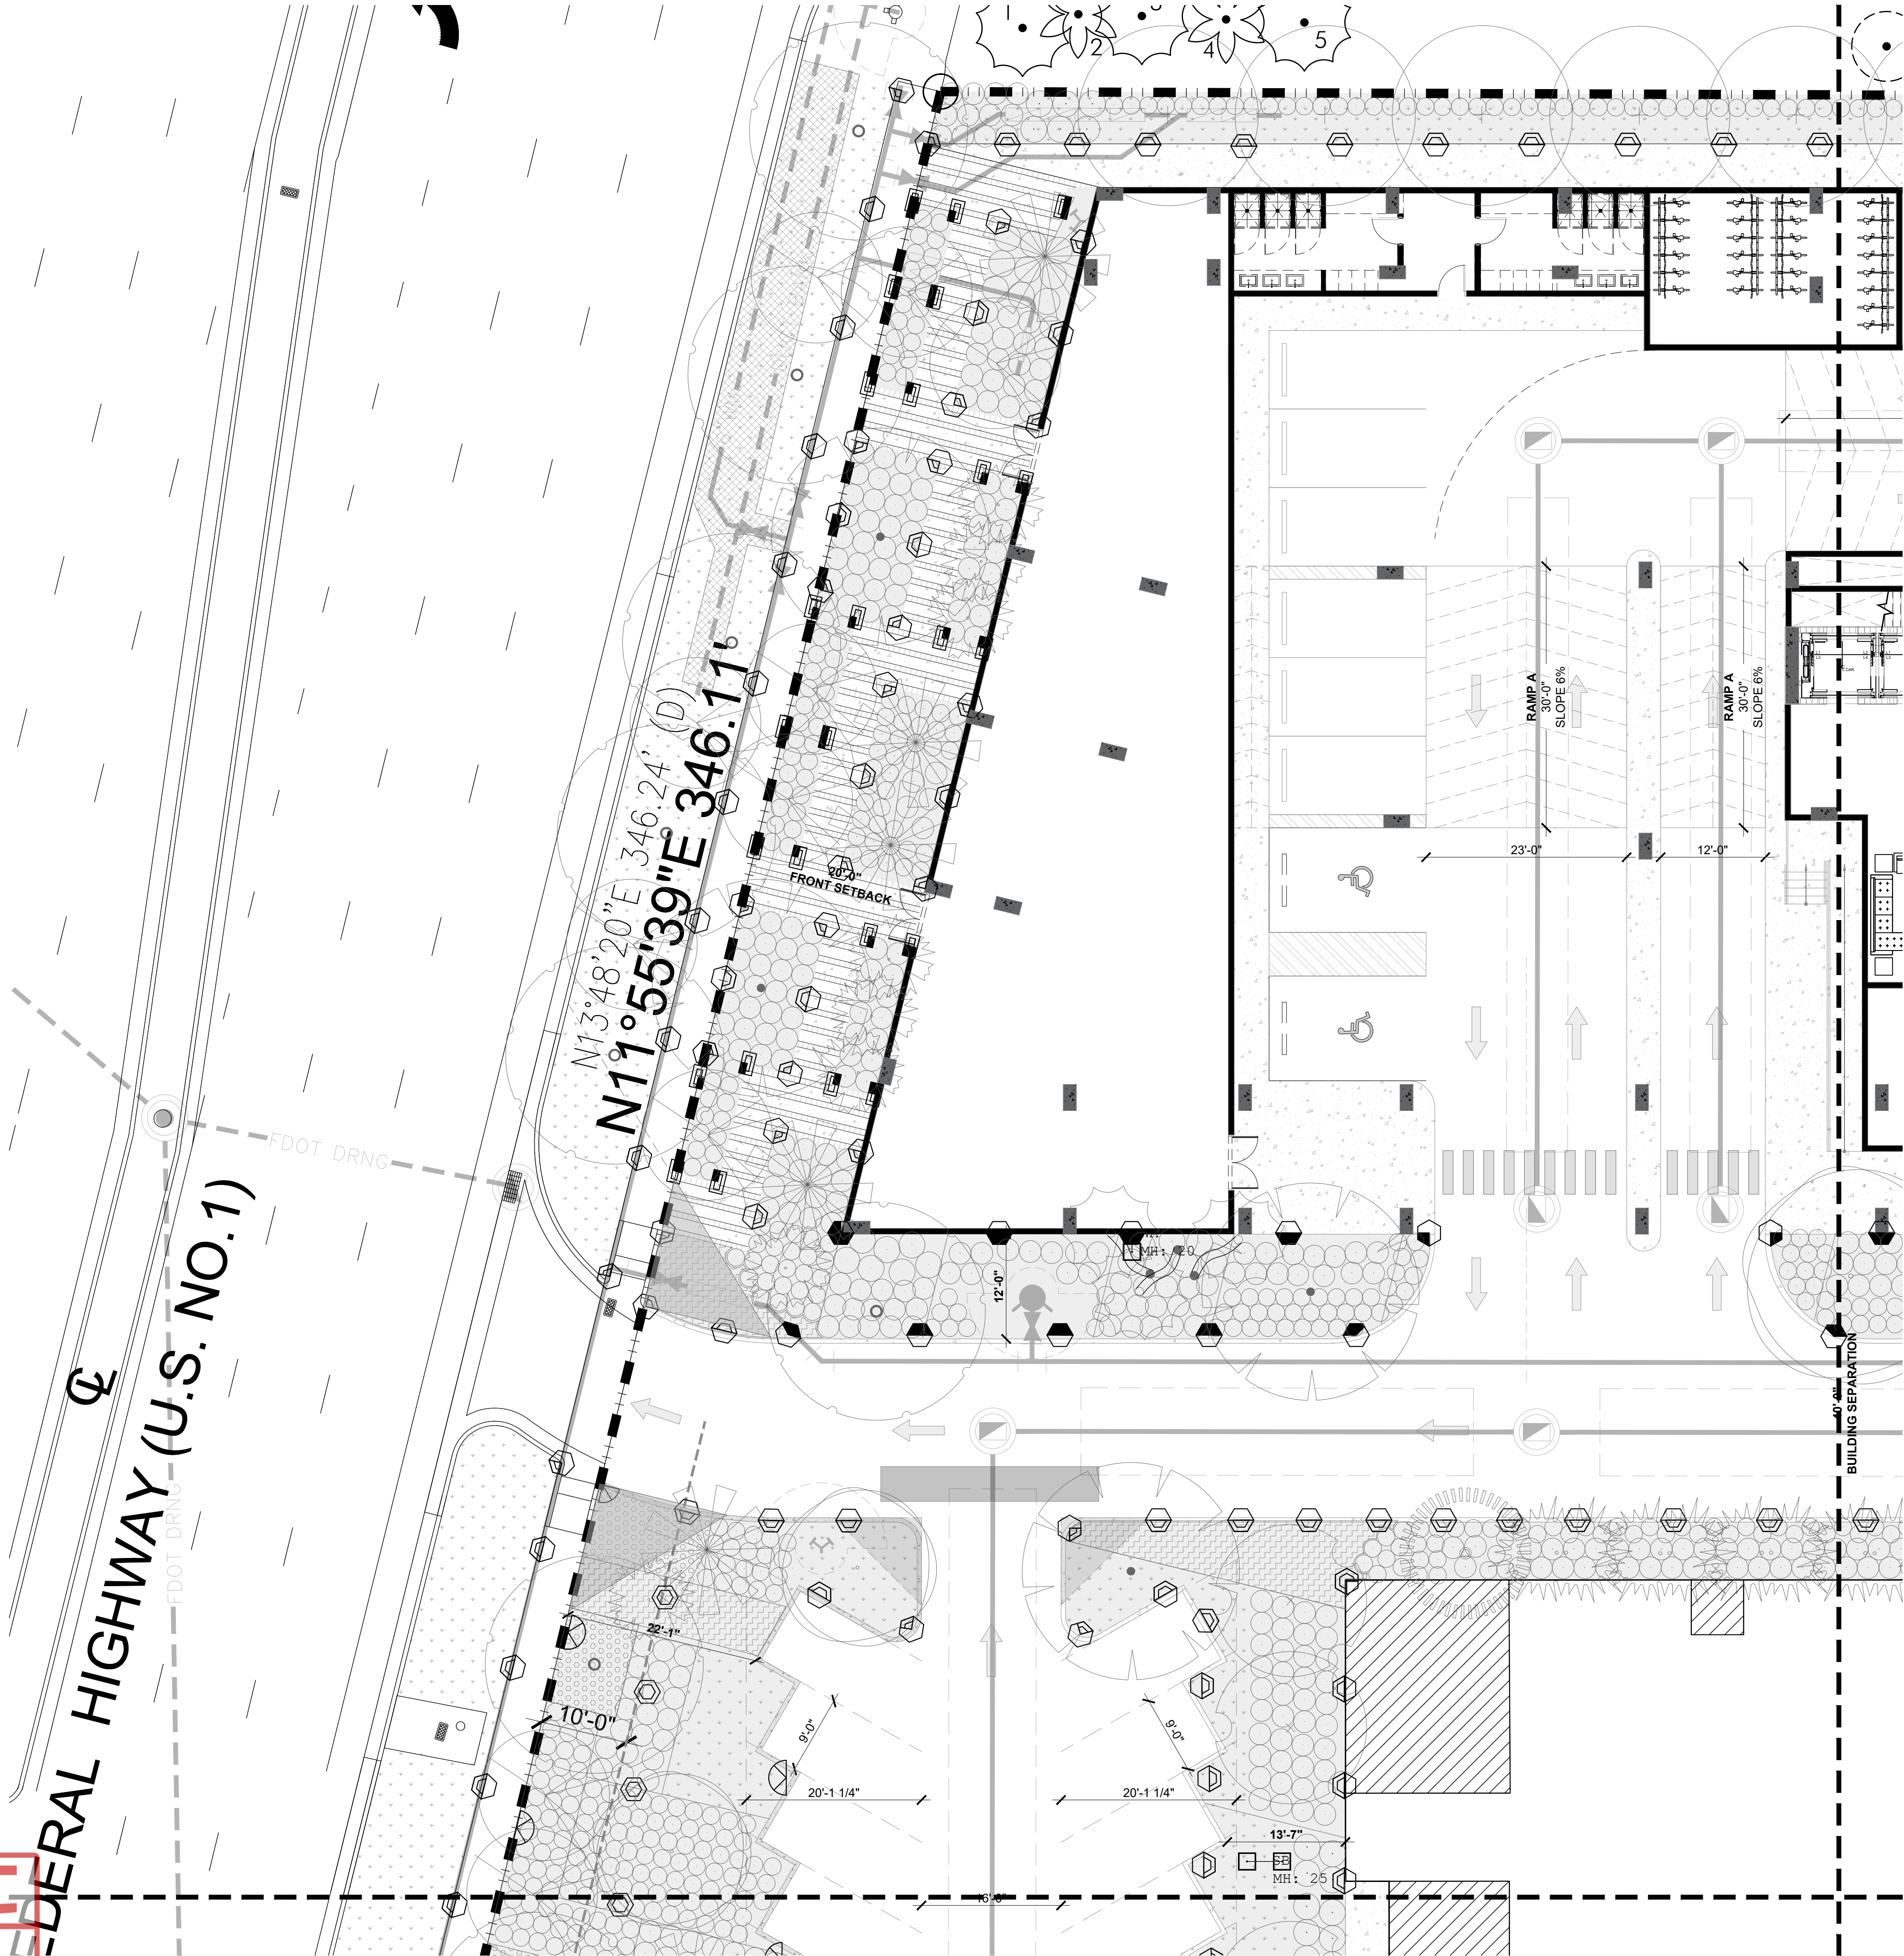 2
4
5
RAMP A
30'-0"
SLOPE 6%
RAMP A
30'-0"
SLOPE 6%
CAR
N13°48'20"E 346.24' (D)
N11°55'39"E 346.11'
23'-0"
12'-0"
20'-0"
FRONT SETBACK
FDOT DRNG
MH: 20
12'-0"
FEDERAL HIGHWAY (U.S. NO.1)
CL
FDOT DRNG
BUILDING SEPARATION
22'-1"
10'-0"
9'-0"
9'-0"
20'-1 1/4"
20'-1 1/4"
13'-7"
SB
MH: 25
16'-0"